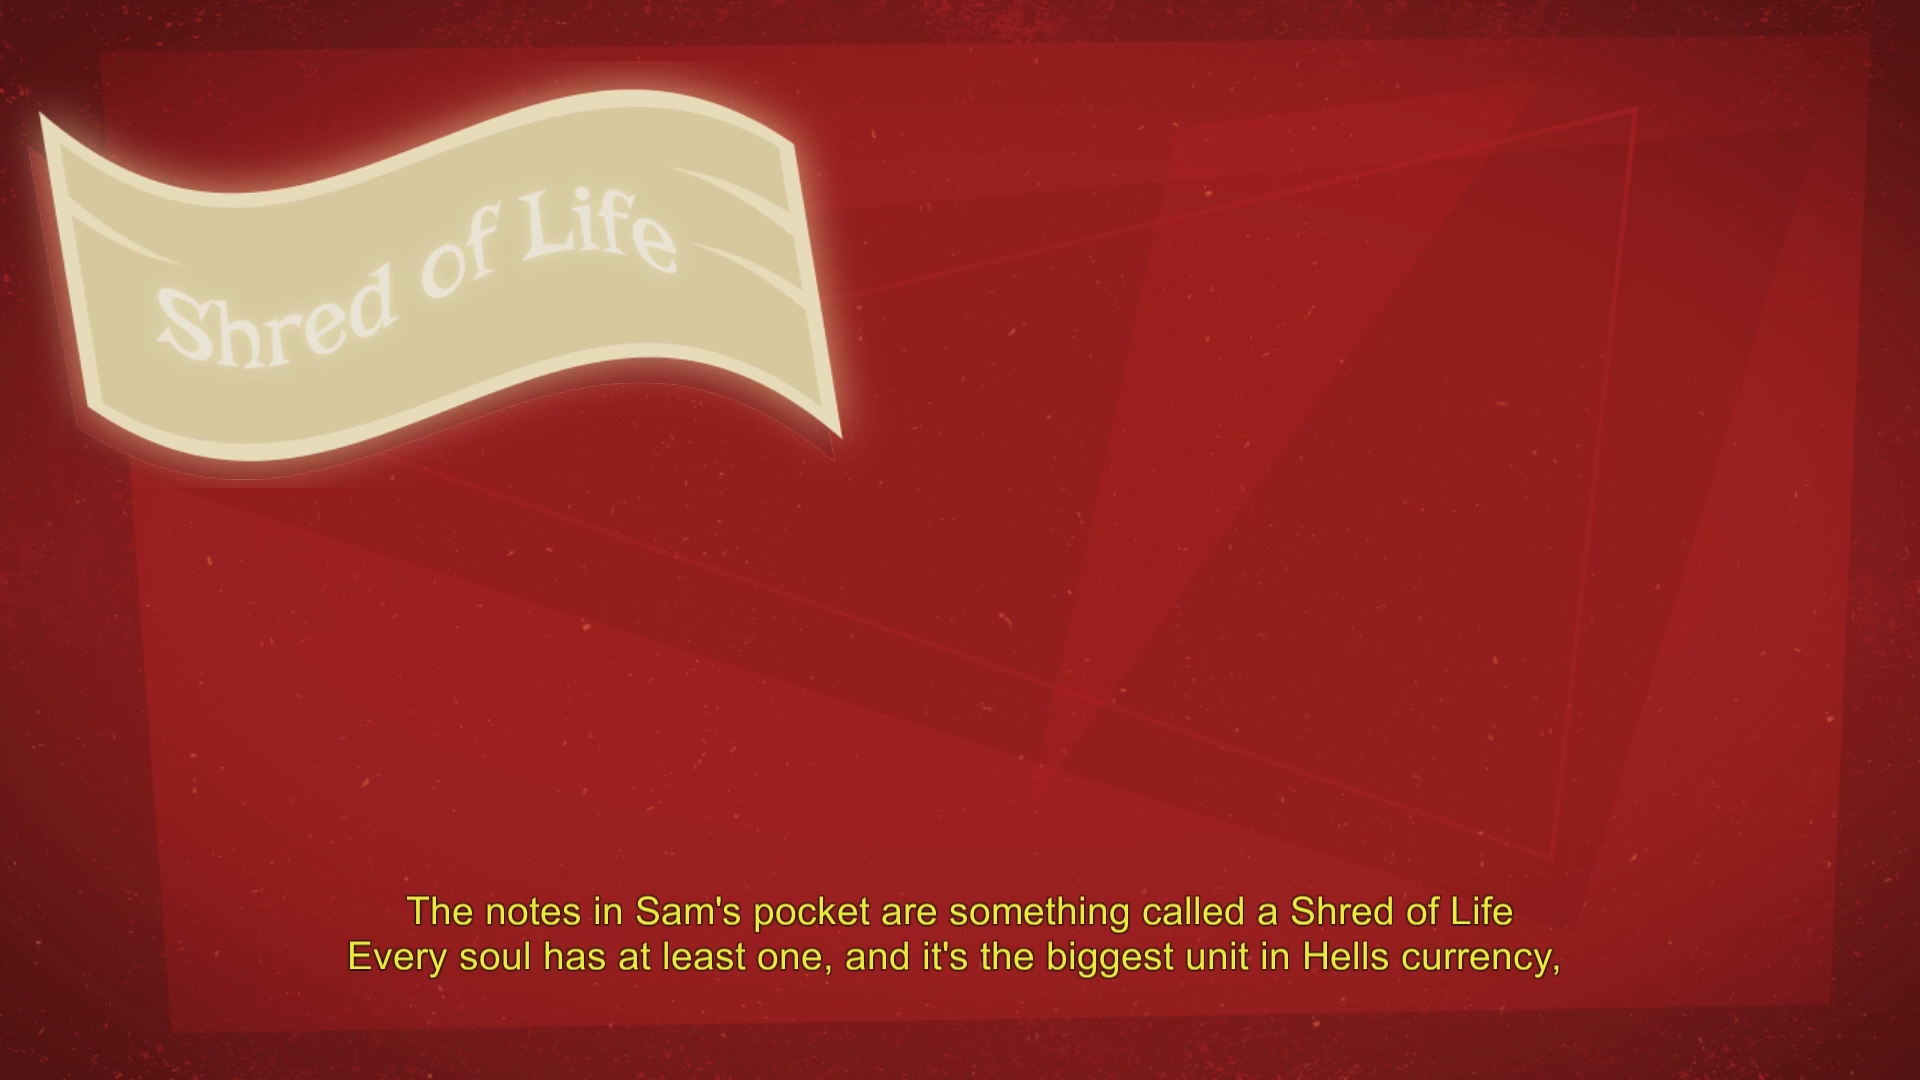 Shred of Life
The notes in Sam's pocket are something called a Shred of Life
Every soul has at least one, and it's the biggest unit in Hells currency,